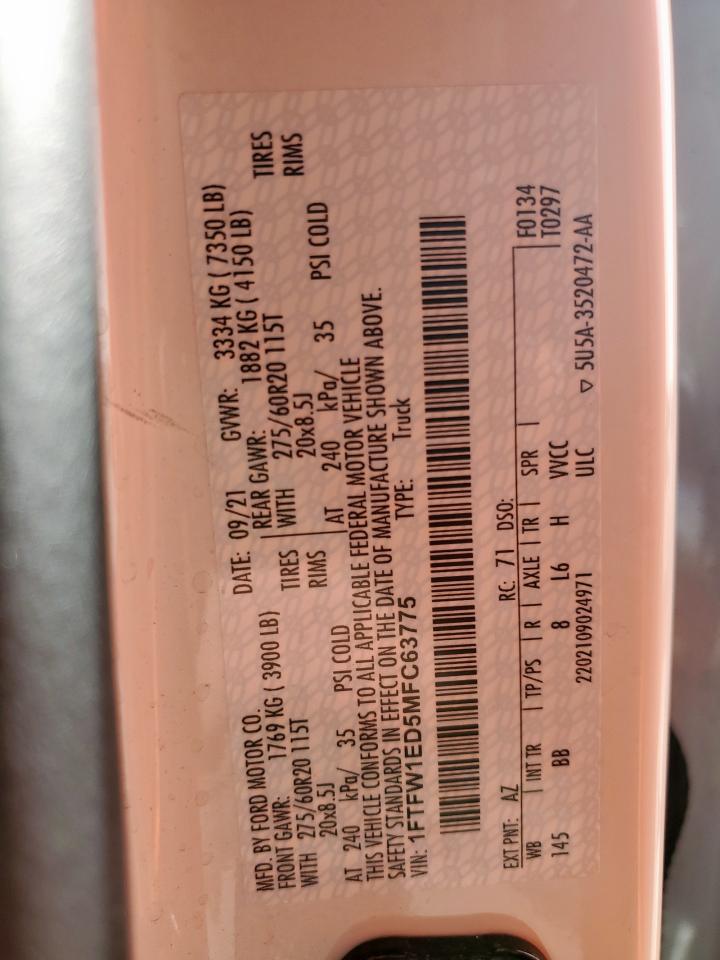 MFD. BY FORD MOTOR CO.
DATE: 09/21 GVWR: 3334 KG ( 7350 LB)
FRONT GAWR: 1769 KG ( 3900 LB)
REAR GAWR: 1882 KG ( 4150 LB)
WITH 275/60R20 115T TIRES
WITH 275/60R20 115T TIRES
20x8.5J RIMS
20x8.5J RIMS
AT 240 kPa/ 35 PSI COLD
AT 240 kPa/ 35 PSI COLD
THIS VEHICLE CONFORMS TO ALL APPLICABLE FEDERAL MOTOR VEHICLE
SAFETY STANDARDS IN EFFECT ON THE DATE OF MANUFACTURE SHOWN ABOVE.
VIN: 1FTFW1ED5MFC63775 TYPE: Truck
EXT PNT: AZ RC: 71 DSO: F0134
WB INT TR TP/PS R AXLE TR SPR T0297
145 BB 8 L6 H VVCC
2202109024971 ULC ▽ 5U5A-3520472-AA